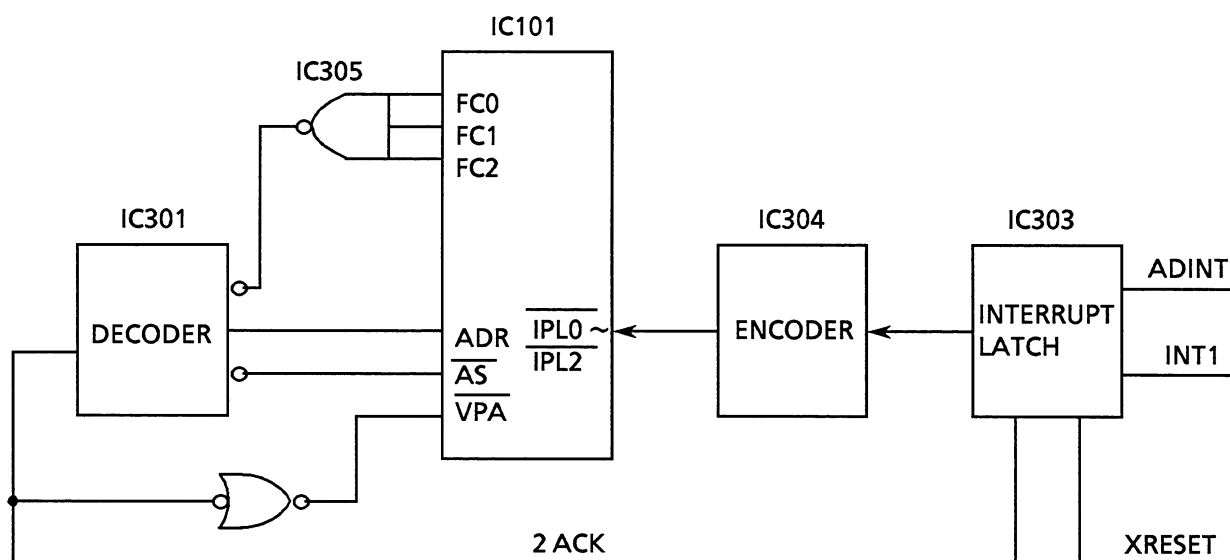 IC101
IC305
FC0
FC1
FC2
IC301
IC304
IC303
ADINT
DECODER
ADR
IPL0 ~
IPL2
ENCODER
INTERRUPT
LATCH
AS
INT1
VPA
2 ACK
XRESET